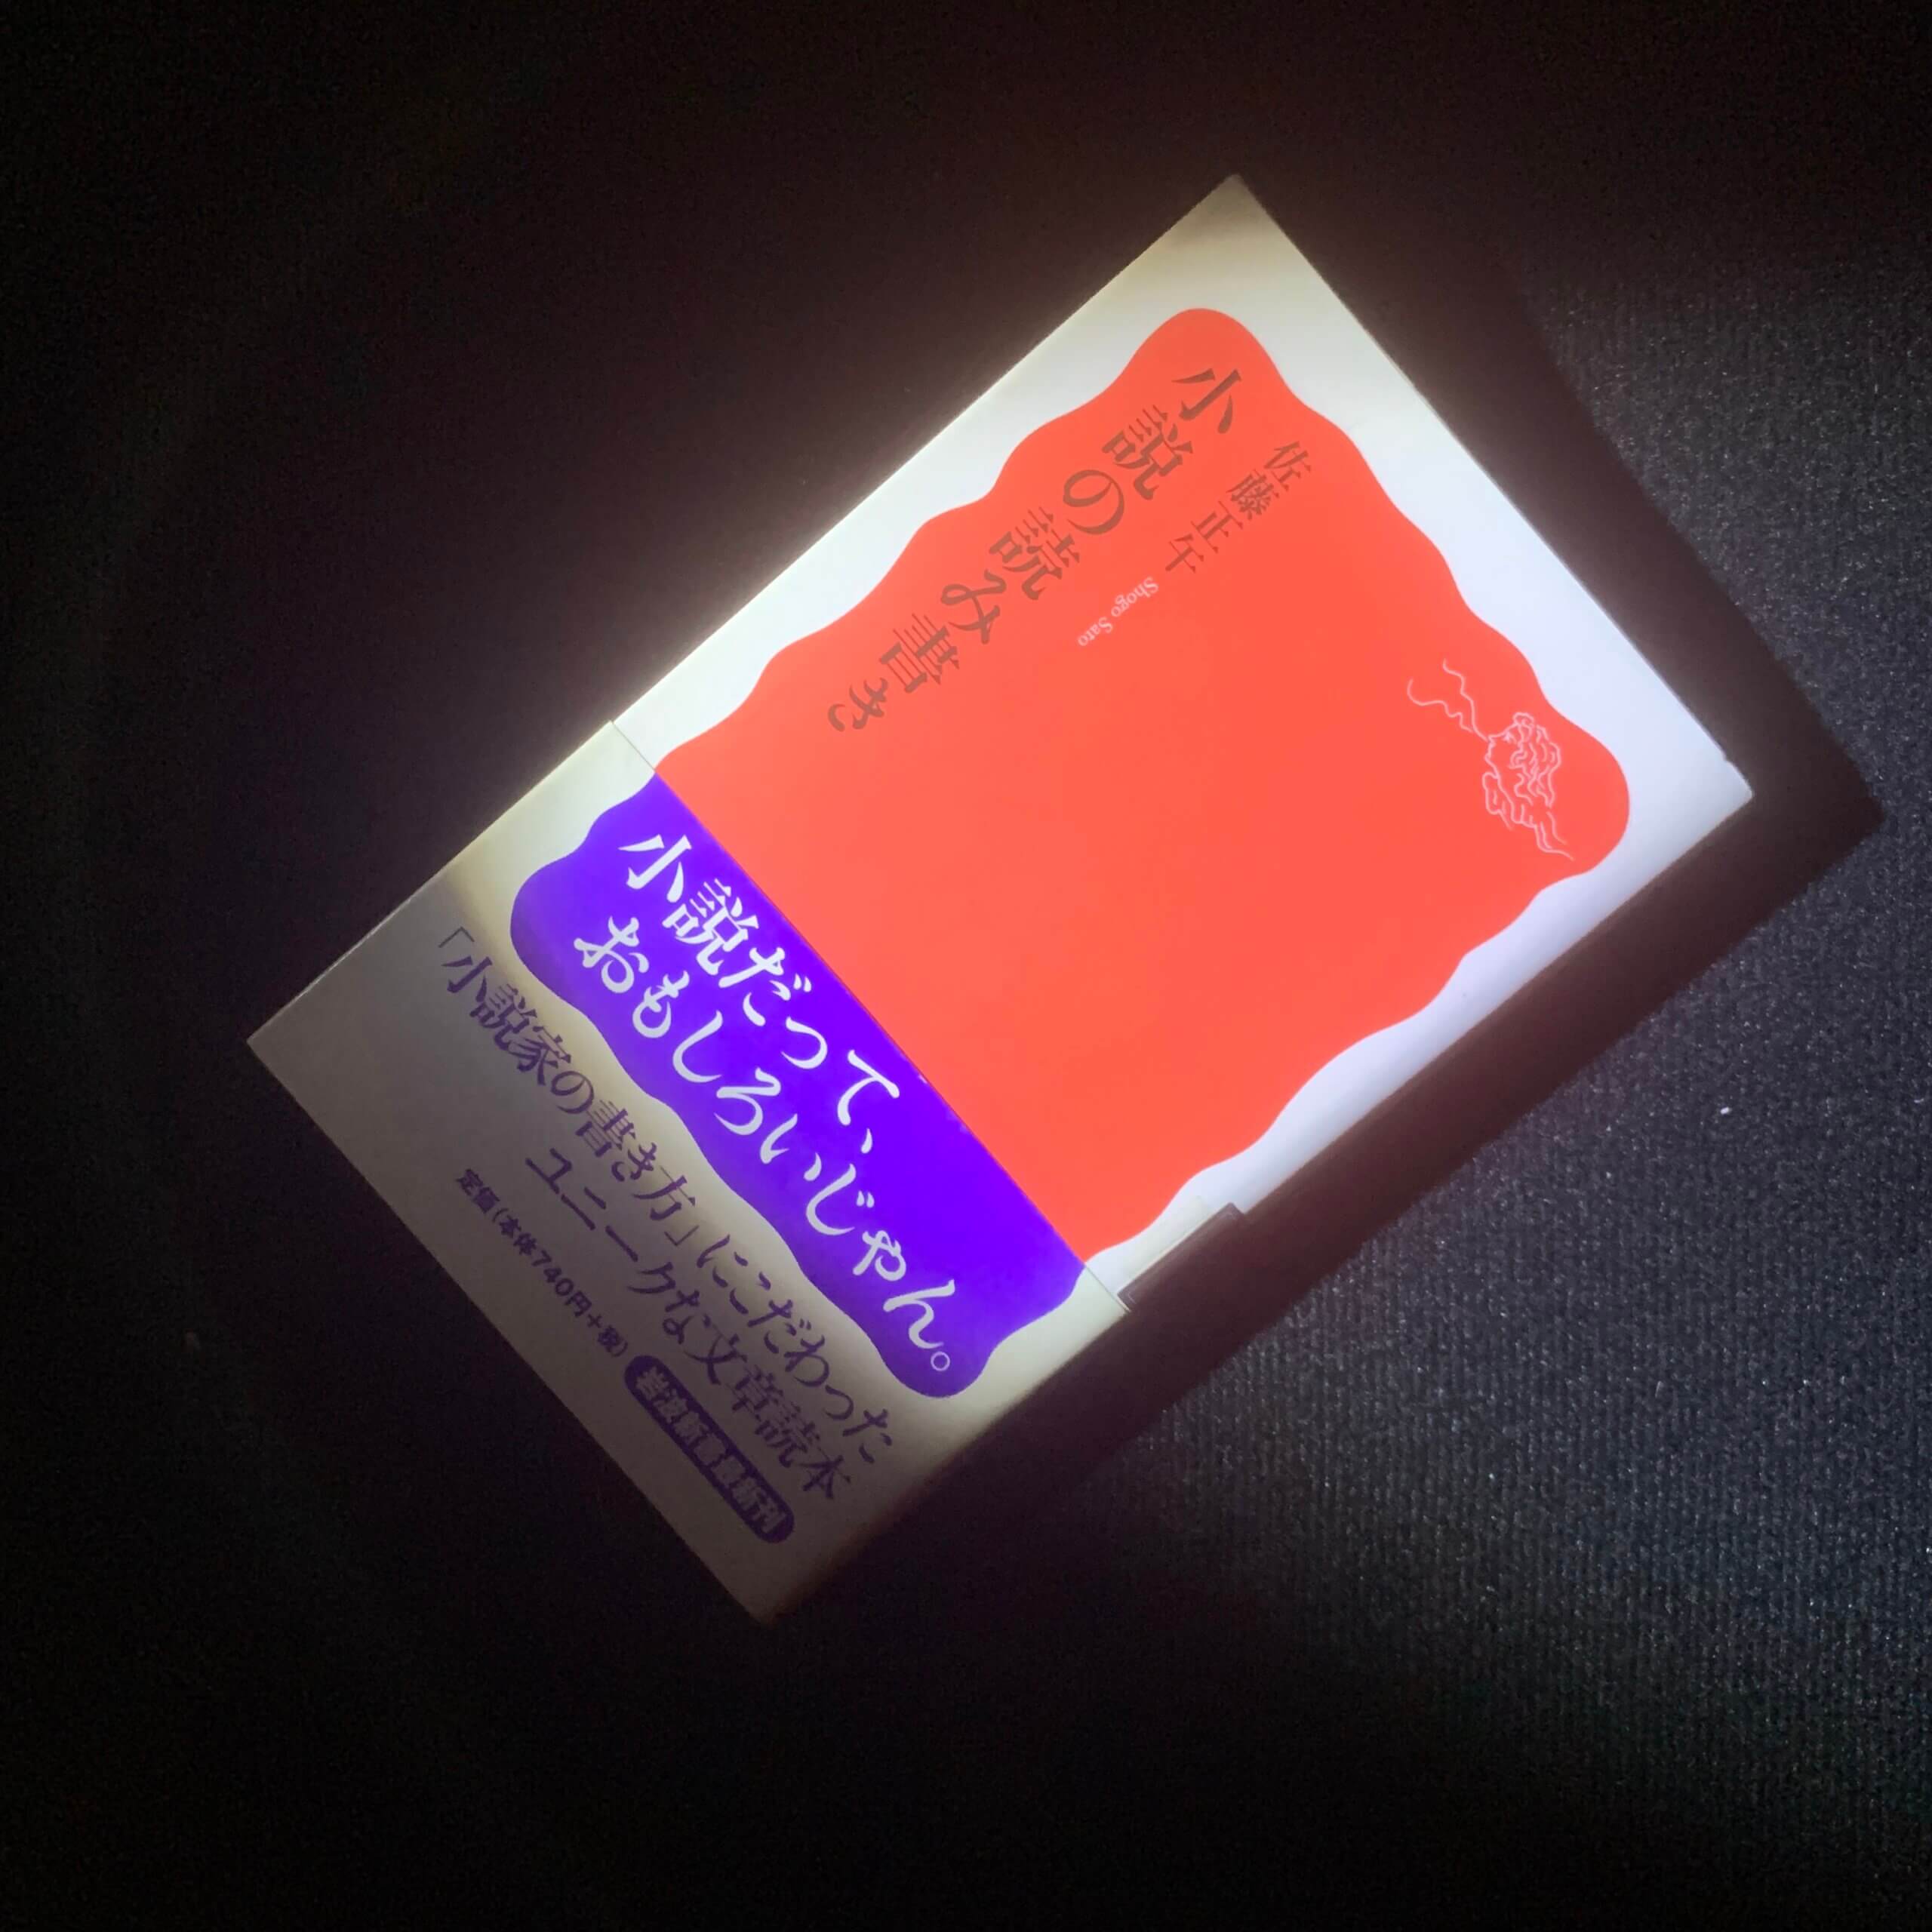 小説の読み書き
佐藤正午
Shogo Sato
小説だって、
おもしろいじゃん。
「小説家の書き方」にこだわった
ユニークな文章読本
定価(本体740円+税)
岩波新書最新刊